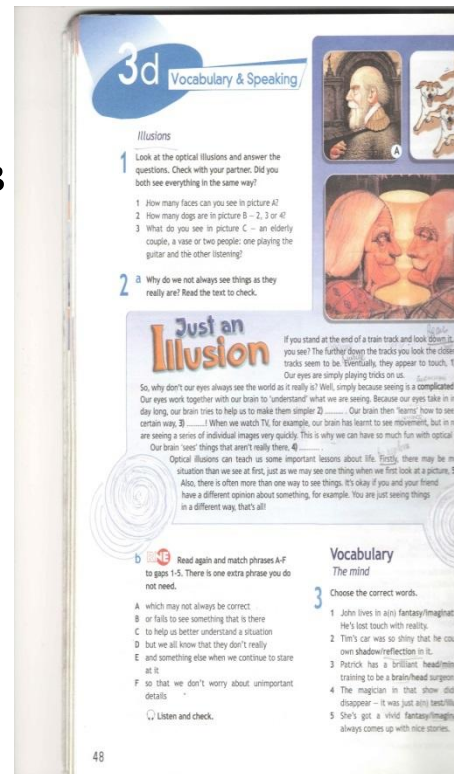 3
3d Vocabulary & Speaking
Illusions
1 Look at the optical illusions and answer the
questions. Check with your partner. Did you
both see everything in the same way?
1 How many faces can you see in picture A?
2 How many dogs are in picture B – 2, 3 or 4?
3 What do you see in picture C – an elderly
couple, a vase or two people: one playing the
guitar and the other listening?
2 a Why do we not always see things as they
really are? Read the text to check.
A
Just an
Illusion
If you stand at the end of a train track and look down it,
you see? The further down the tracks you look the closer
tracks seem to be. Eventually, they appear to touch, 1
Our eyes are simply playing tricks on us.
So, why don't our eyes always see the world as it really is? Well, simply because seeing is a complicated
Our eyes work together with our brain to 'understand' what we are seeing. Because our eyes take in
day long, our brain tries to help us to make them simpler 2) ........ . Our brain then 'learns' how to see
certain way, 3) ........! When we watch TV, for example, our brain has learnt to see movement, but in
are seeing a series of individual images very quickly. This is why we can have so much fun with optical
Our brain 'sees' things that aren't really there, 4) ........ .
Optical illusions can teach us some important lessons about life. Firstly, there may be
situation than we see at first, just as we may see one thing when we first look at a picture, 5
Also, there is often more than one way to see things. It's okay if you and your friend
have a different opinion about something, for example. You are just seeing things
in a different way, that's all!
b Read again and match phrases A-F
to gaps 1-5. There is one extra phrase you do
not need.
A which may not always be correct
B or fails to see something that is there
C to help us better understand a situation
D but we all know that they don't really
E and something else when we continue to stare
at it
F so that we don't worry about unimportant
details
Listen and check.
Vocabulary
The mind
3 Choose the correct words.
1 John lives in a(n) fantasy/imaginat
He's lost touch with reality.
2 Tim's car was so shiny that he cou
own shadow/reflection in it.
3 Patrick has a brilliant head/min
training to be a brain/head surgeon
4 The magician in that show did
disappear – it was just a(n) test/illu
5 She's got a vivid fantasy/imagina
always comes up with nice stories.
48